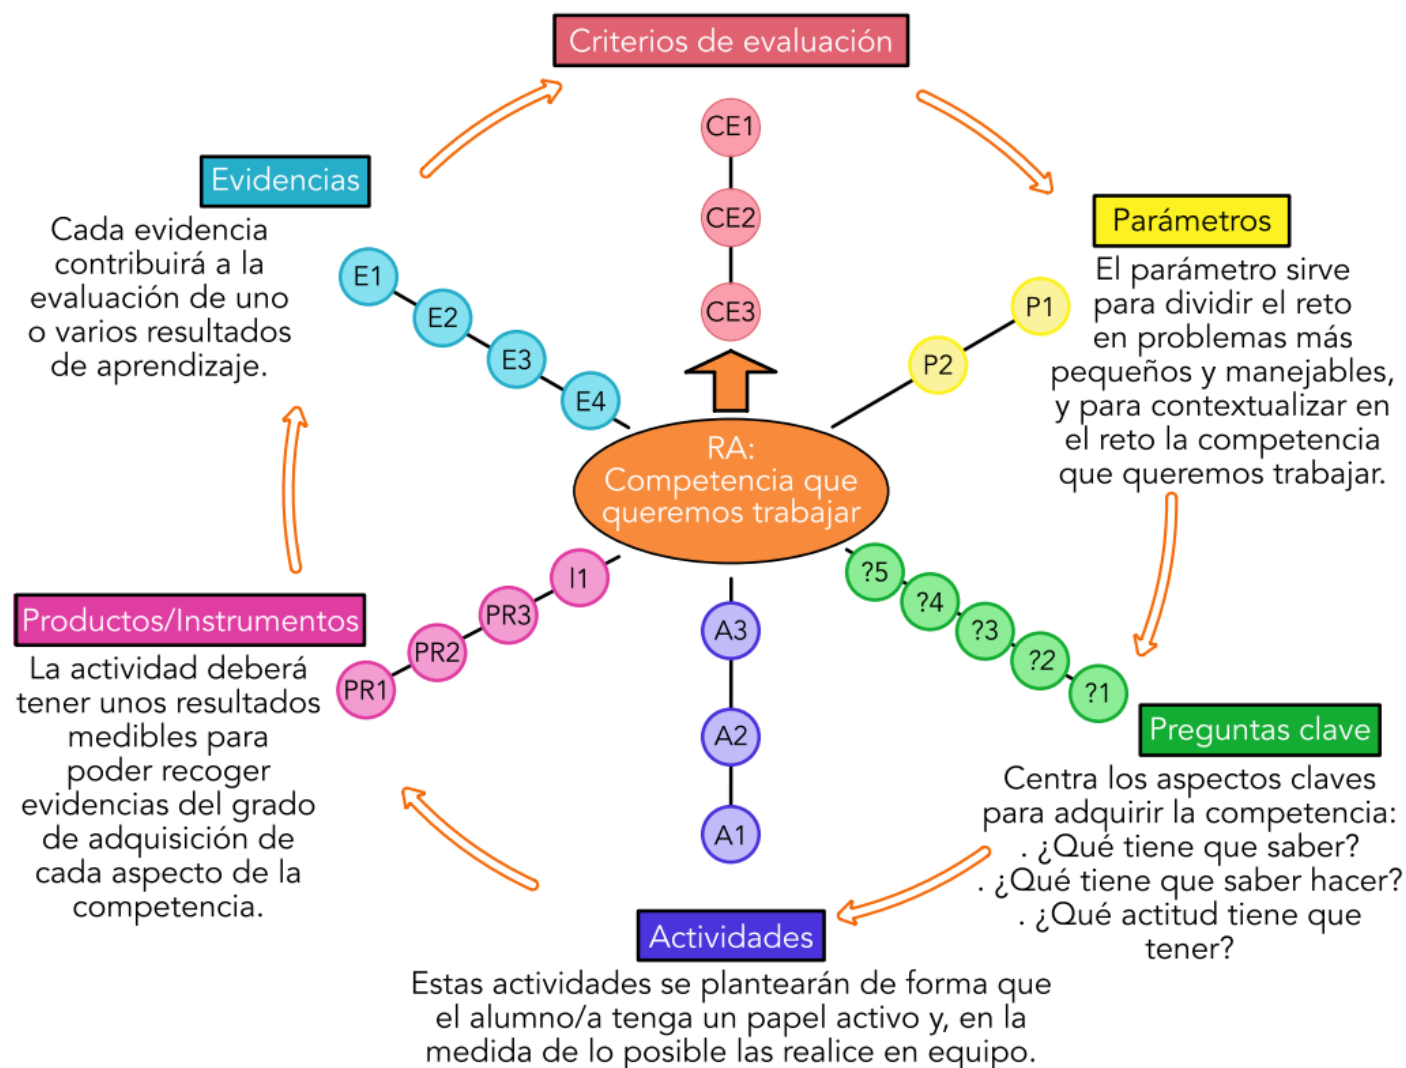 Criterios de evaluación
CE1
CE2
CE3
Parámetros
El parámetro sirve
para dividir el reto
en problemas más
pequeños y manejables,
y para contextualizar en
el reto la competencia
que queremos trabajar.
P1
P2
Preguntas clave
Centra los aspectos claves
para adquirir la competencia:
. ¿Qué tiene que saber?
. ¿Qué tiene que saber hacer?
. ¿Qué actitud tiene que
tener?
?5
?4
?3
?2
?1
Actividades
Estas actividades se plantearán de forma que
el alumno/a tenga un papel activo y, en la
medida de lo posible las realice en equipo.
A3
A2
A1
Productos/Instrumentos
La actividad deberá
tener unos resultados
medibles para
poder recoger
evidencias del grado
de adquisición de
cada aspecto de la
competencia.
I1
PR3
PR2
PR1
Evidencias
Cada evidencia
contribuirá a la
evaluación de uno
o varios resultados
de aprendizaje.
E1
E2
E3
E4
RA:
Competencia que
queremos trabajar